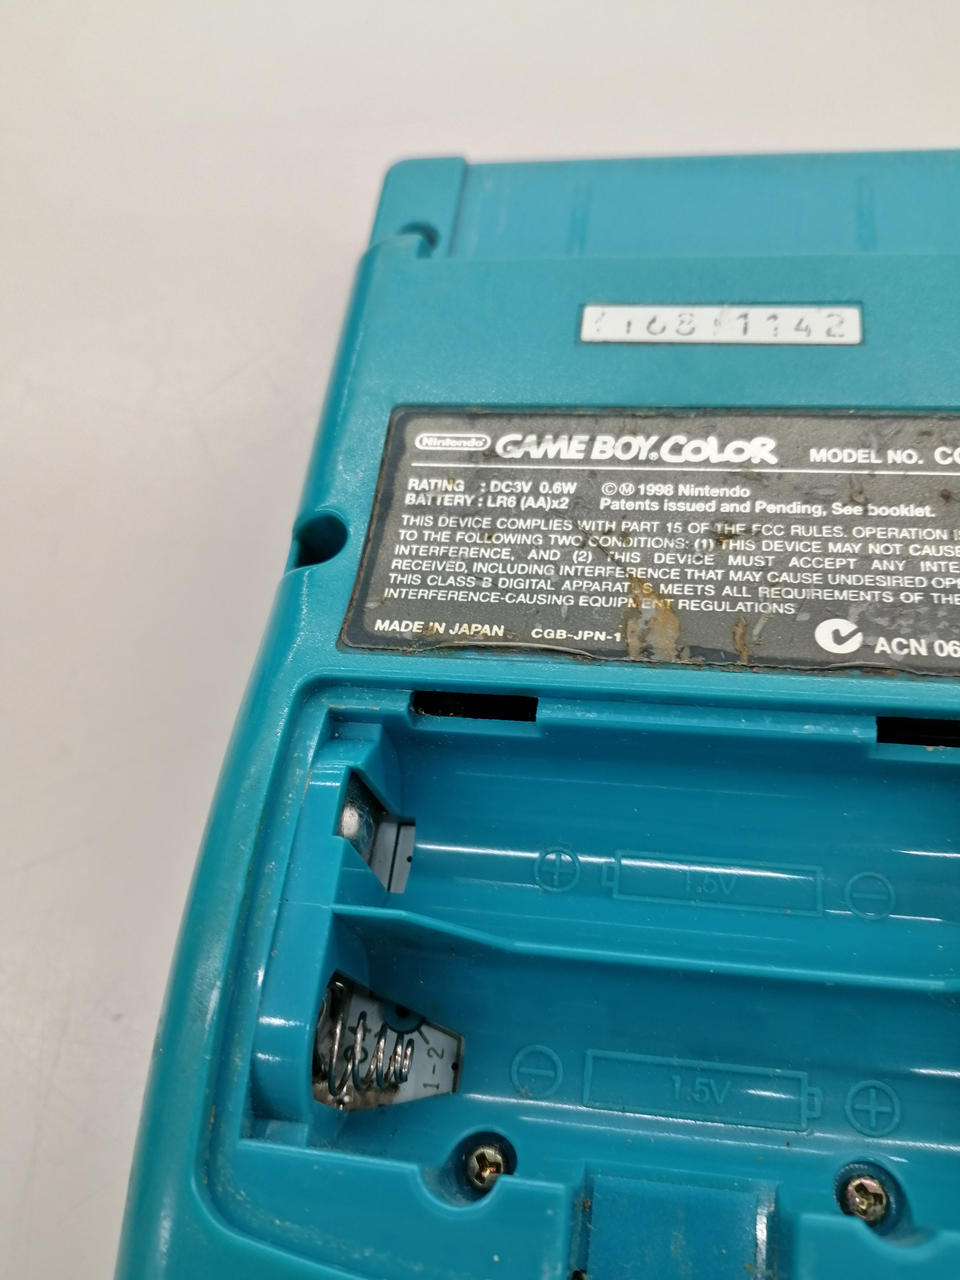 1142
Nintendo GAME BOY COLOR MODEL NO.
RATING : DC3V 0.6W ©Ⓜ 1998 Nintendo
BATTERY : LR6 (AA)x2 Patents issued and Pending, See booklet.
THIS DEVICE COMPLIES WITH PART 15 OF THE FCC RULES. OPERATION
TO THE FOLLOWING TWO CONDITIONS: (1) THIS DEVICE MAY NOT CAUSE
INTERFERENCE, AND (2) THIS DEVICE MUST ACCEPT ANY
RECEIVED, INCLUDING INTERFERENCE THAT MAY CAUSE UNDESIRED
THIS CLASS B DIGITAL APPARATUS MEETS ALL REQUIREMENTS OF THE
INTERFERENCE-CAUSING EQUIPMENT REGULATIONS
MADE IN JAPAN CGB-JPN-1 ACN 06
+ 1.5V -
1-2
- 1.5V +